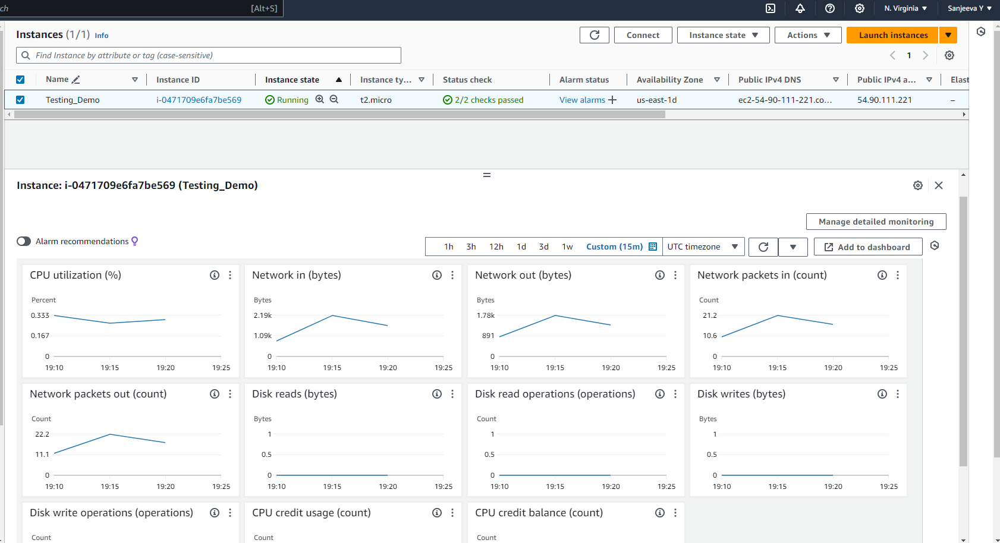 ch [Alt+S] N. Virginia Sanjeeva Y
Instances (1/1) Info Connect Instance state Actions Launch instances
Find Instance by attribute or tag (case-sensitive) 1
Name Instance ID Instance state Instance ty... Status check Alarm status Availability Zone Public IPv4 DNS Public IPv4 a... Elast
Testing_Demo i-0471709e6fa7be569 Running t2.micro 2/2 checks passed View alarms us-east-1d ec2-54-90-111-221.co... 54.90.111.221 –
Instance: i-0471709e6fa7be569 (Testing_Demo)
Manage detailed monitoring
Alarm recommendations 1h 3h 12h 1d 3d 1w Custom (15m) UTC timezone Add to dashboard
CPU utilization (%)
Percent
0.333
0.167
0
19:10 19:15 19:20 19:25
Network in (bytes)
Bytes
2.19k
1.09k
0
19:10 19:15 19:20 19:25
Network out (bytes)
Bytes
1.78k
891
0
19:10 19:15 19:20 19:25
Network packets in (count)
Count
21.2
10.6
0
19:10 19:15 19:20 19:25
Network packets out (count)
Count
22.2
11.1
0
19:10 19:15 19:20 19:25
Disk reads (bytes)
Bytes
1
0.5
0
19:10 19:15 19:20 19:25
Disk read operations (operations)
Count
1
0.5
0
19:10 19:15 19:20 19:25
Disk writes (bytes)
Bytes
1
0.5
0
19:10 19:15 19:20 19:25
Disk write operations (operations)
Count
CPU credit usage (count)
Count
CPU credit balance (count)
Count